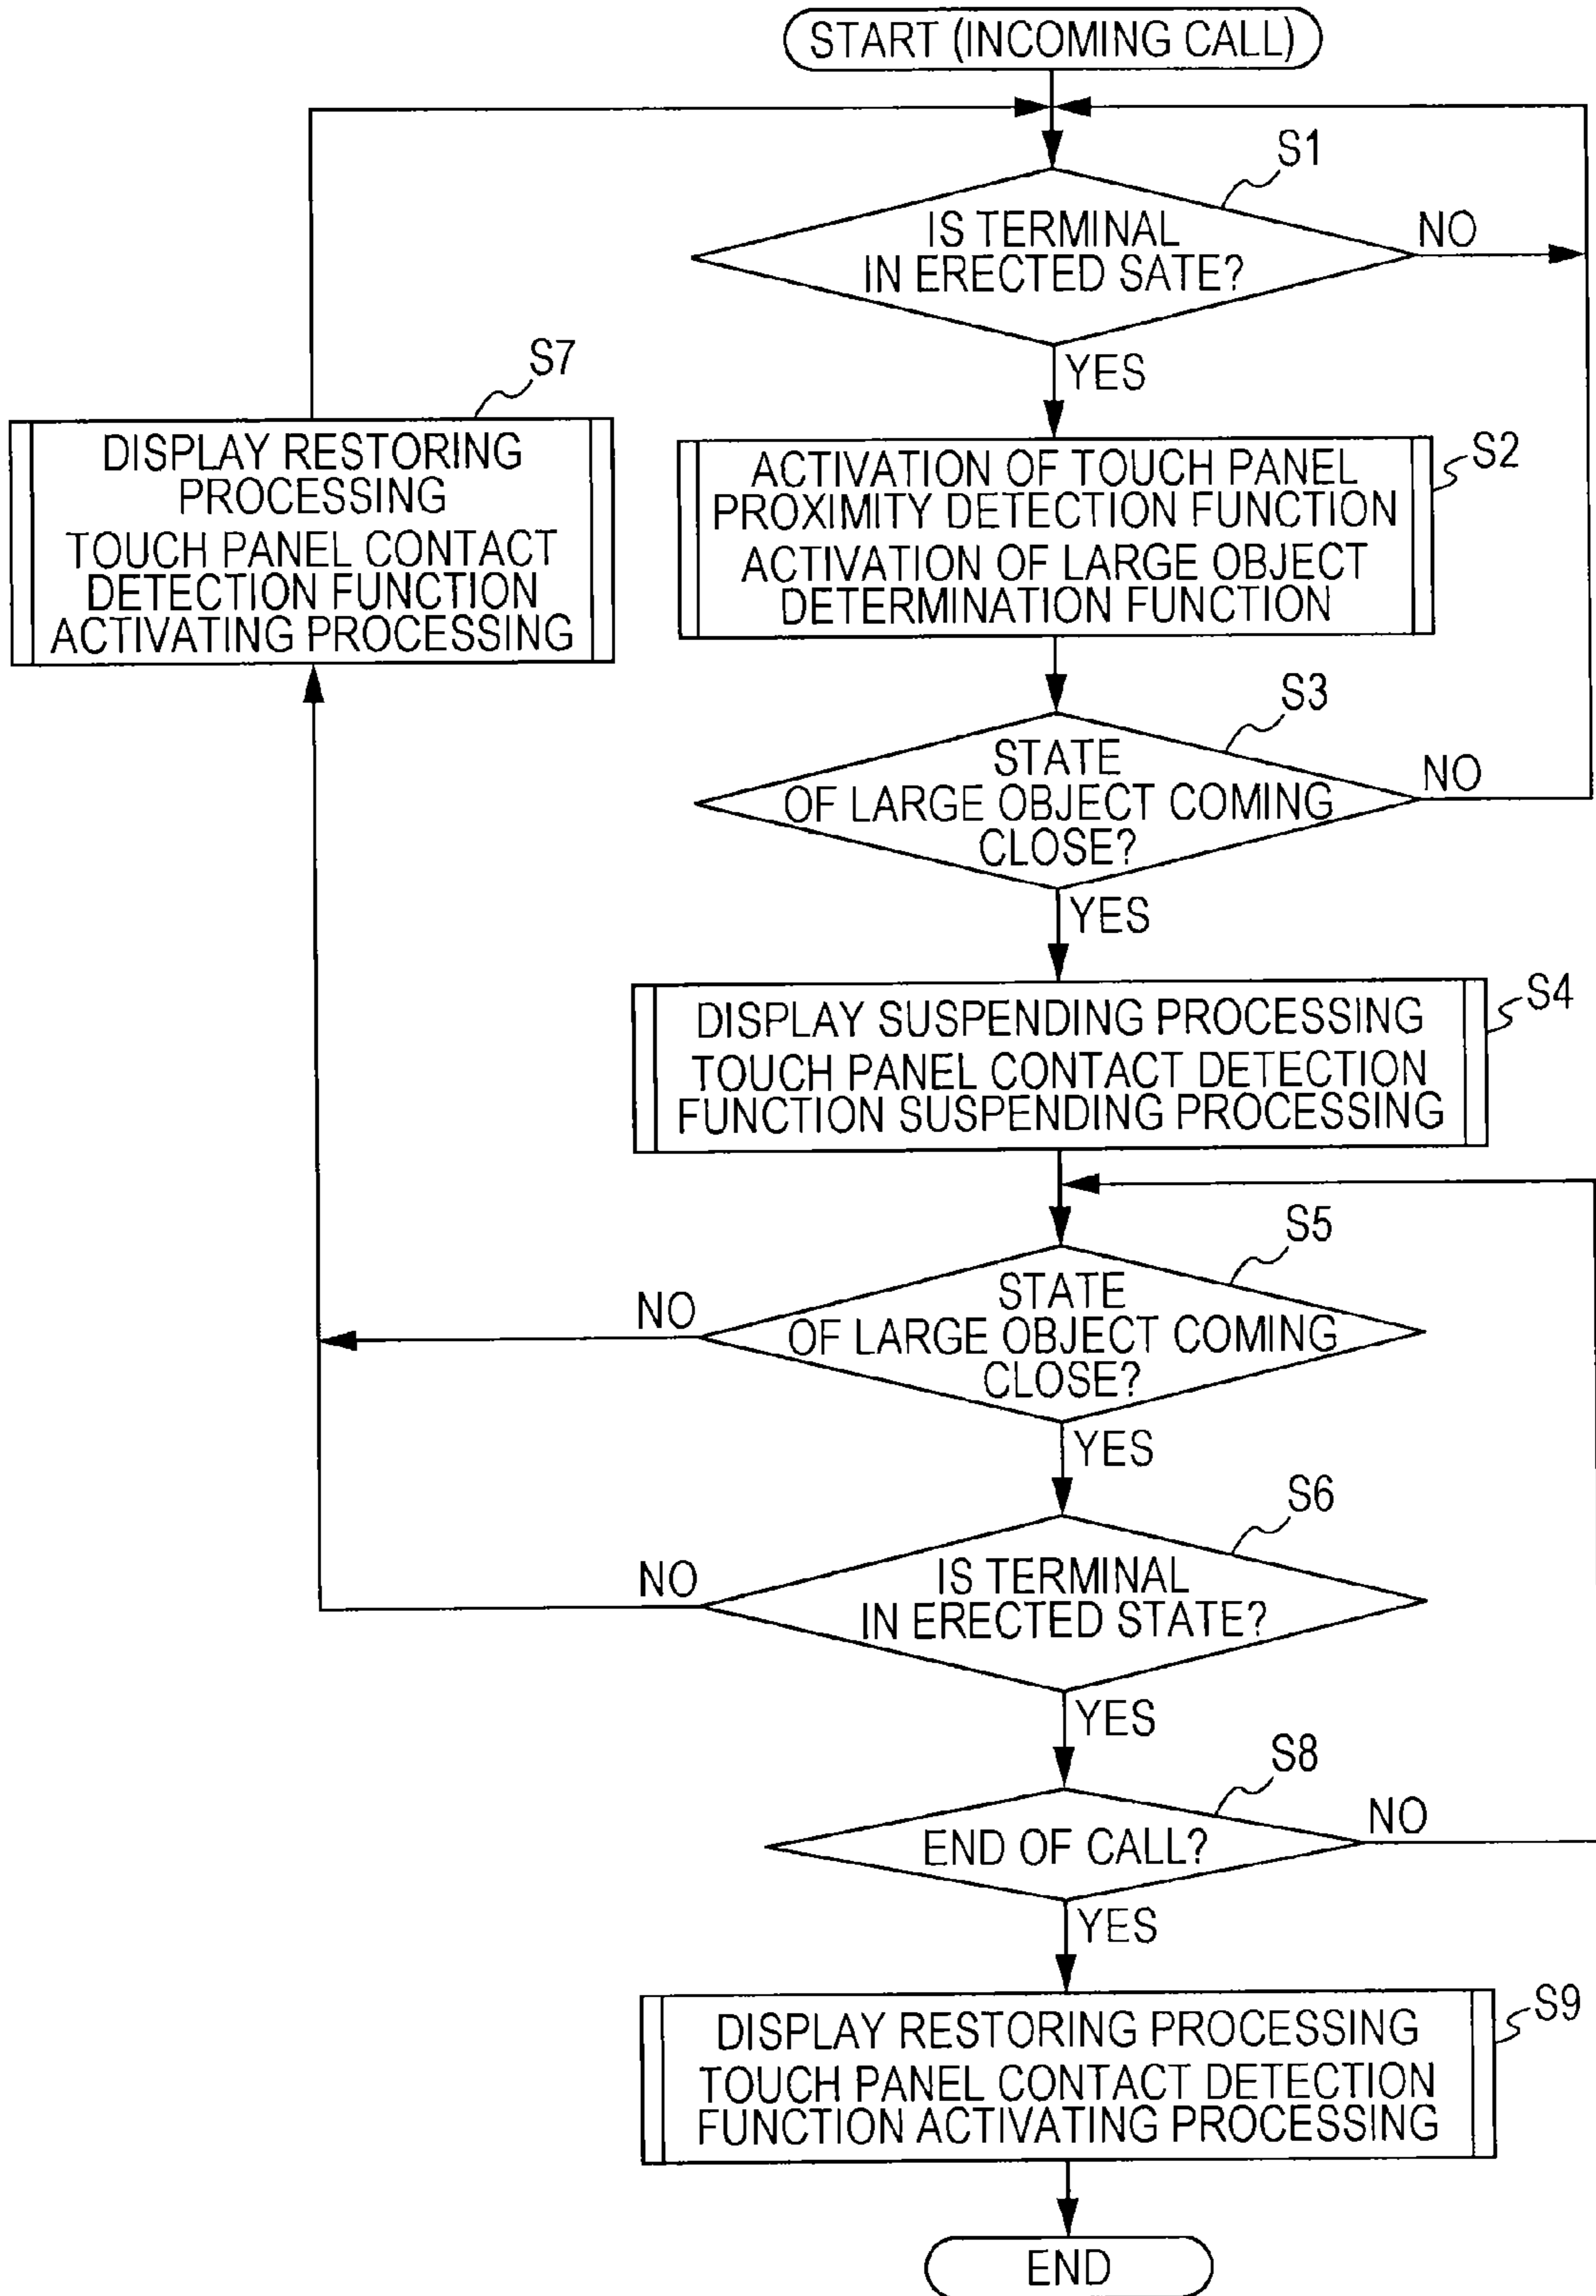 START (INCOMING CALL)
S1
IS TERMINAL
IN ERECTED SATE?
NO
YES
S7
DISPLAY RESTORING
PROCESSING
TOUCH PANEL CONTACT
DETECTION FUNCTION
ACTIVATING PROCESSING
S2
ACTIVATION OF TOUCH PANEL
PROXIMITY DETECTION FUNCTION
ACTIVATION OF LARGE OBJECT
DETERMINATION FUNCTION
S3
STATE
OF LARGE OBJECT COMING
CLOSE?
NO
YES
S4
DISPLAY SUSPENDING PROCESSING
TOUCH PANEL CONTACT DETECTION
FUNCTION SUSPENDING PROCESSING
S5
STATE
OF LARGE OBJECT COMING
CLOSE?
NO
YES
S6
IS TERMINAL
IN ERECTED STATE?
NO
YES
S8
END OF CALL?
NO
YES
S9
DISPLAY RESTORING PROCESSING
TOUCH PANEL CONTACT DETECTION
FUNCTION ACTIVATING PROCESSING
END